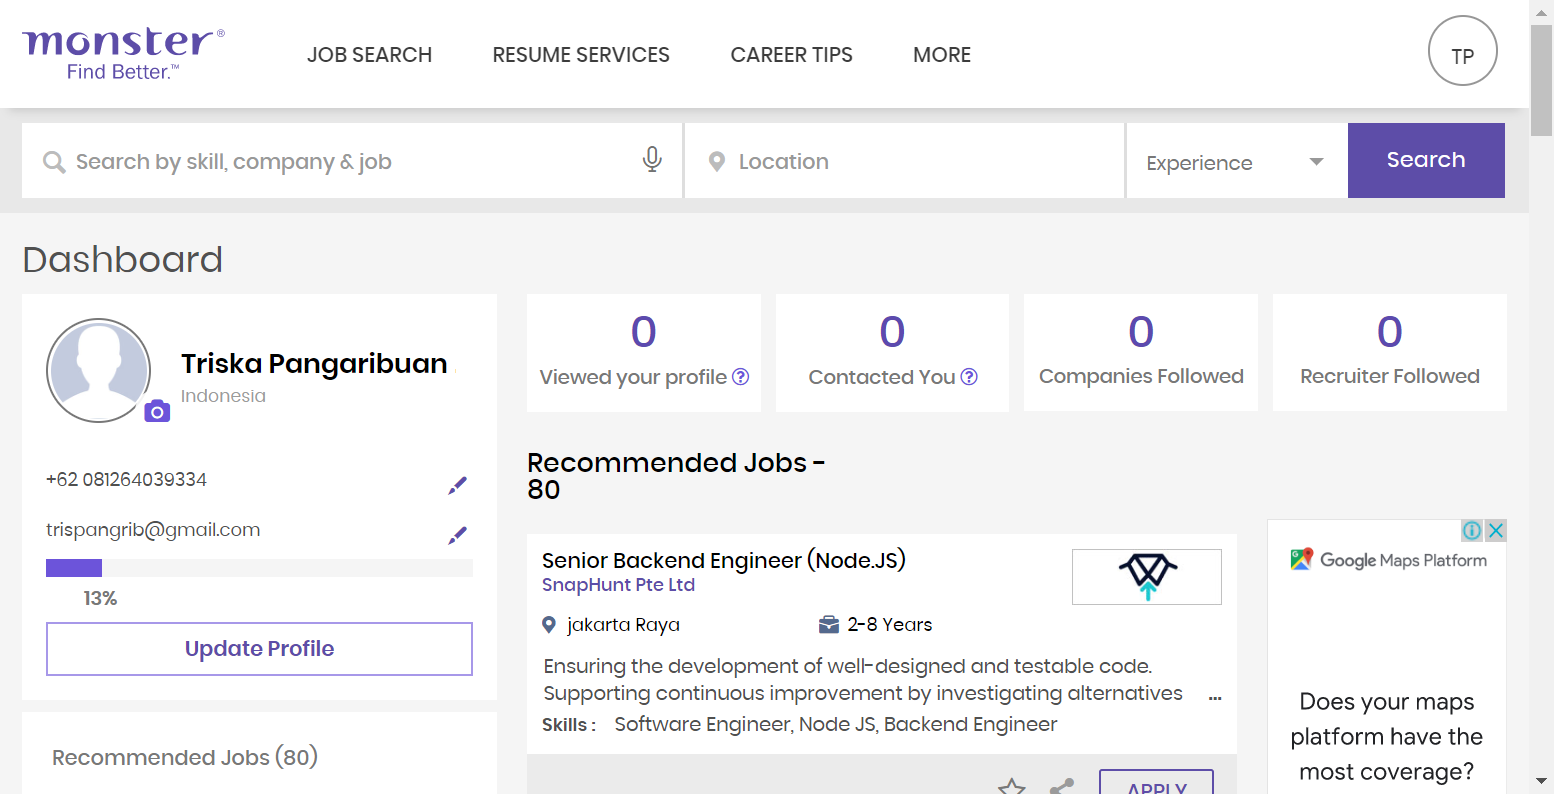 monster®
Find Better.™
JOB SEARCH
RESUME SERVICES
CAREER TIPS
MORE
TP
Search by skill, company & job
Location
Experience
Search
Dashboard
Triska Pangaribuan
Indonesia
+62 081264039334
trispangrib@gmail.com
13%
Update Profile
Recommended Jobs (80)
0
Viewed your profile ?
0
Contacted You ?
0
Companies Followed
0
Recruiter Followed
Recommended Jobs -
80
Senior Backend Engineer (Node.JS)
SnapHunt Pte Ltd
jakarta Raya
2-8 Years
Ensuring the development of well-designed and testable code.
Supporting continuous improvement by investigating alternatives ...
Skills : Software Engineer, Node JS, Backend Engineer
APPLY
Google Maps Platform
Does your maps
platform have the
most coverage?